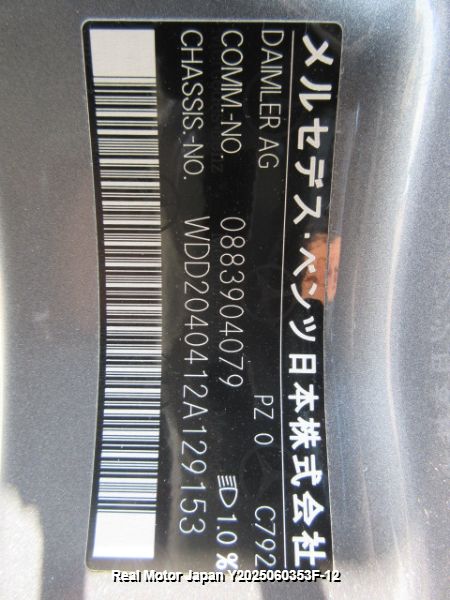 メルセデス・ベンツ日本株式会社
DAIMLER AG PZ 0 C792
COMM.-NO. 0883904079 1.0 %
CHASSIS.-NO. WDD2040412A129153
Real Motor Japan Y2025060353F-12